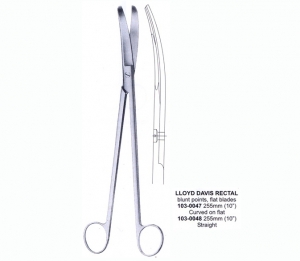 LLOYD DAVIS RECTAL
blunt points, flat blades
103-0047 255mm (10")
Curved on flat
103-0048 255mm (10")
Straight